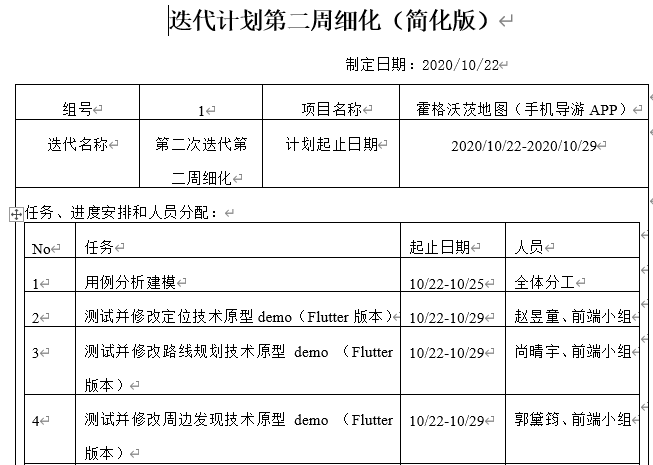 迭代计划第二周细化（简化版）
制定日期：2020/10/22
组号 1 项目名称 霍格沃茨地图（手机导游 APP）
迭代名称 第二次迭代第 计划起止日期 2020/10/22-2020/10/29
二周细化
任务、进度安排和人员分配：
No 任务 起止日期 人员
1 用例分析建模 10/22-10/25 全体分工
2 测试并修改定位技术原型 demo（Flutter 版本） 10/22-10/29 赵昱童、前端小组
3 测试并修改路线规划技术原型 demo （Flutter 10/22-10/29 尚晴宇、前端小组
版本）
4 测试并修改周边发现技术原型 demo （Flutter 10/22-10/29 郭黛筠、前端小组
版本）